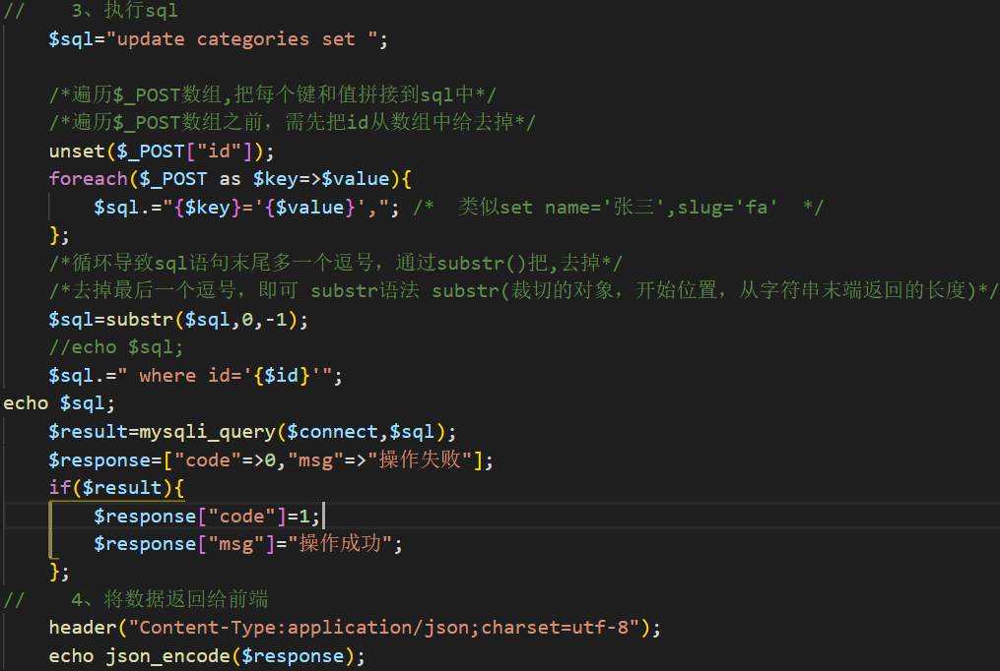 //    3、执行sql
    $sql="update categories set ";
    /*遍历$_POST数组,把每个键和值拼接到sql中*/
    /*遍历$_POST数组之前，需先把id从数组中给去掉*/
    unset($_POST["id"]);
    foreach($_POST as $key=>$value){
        $sql.="{$key}='{$value}',"; /*  类似set name='张三',slug='fa'  */
    };
    /*循环导致sql语句末尾多一个逗号，通过substr()把,去掉*/
    /*去掉最后一个逗号，即可 substr语法 substr(裁切的对象，开始位置，从字符串末端返回的长度)*/
    $sql=substr($sql,0,-1);
    //echo $sql;
    $sql.=" where id='{$id}'";
echo $sql;
    $result=mysqli_query($connect,$sql);
    $response=["code"=>0,"msg"=>"操作失败"];
    if($result){
        $response["code"]=1;
        $response["msg"]="操作成功";
    };
//    4、将数据返回给前端
    header("Content-Type:application/json;charset=utf-8");
    echo json_encode($response);